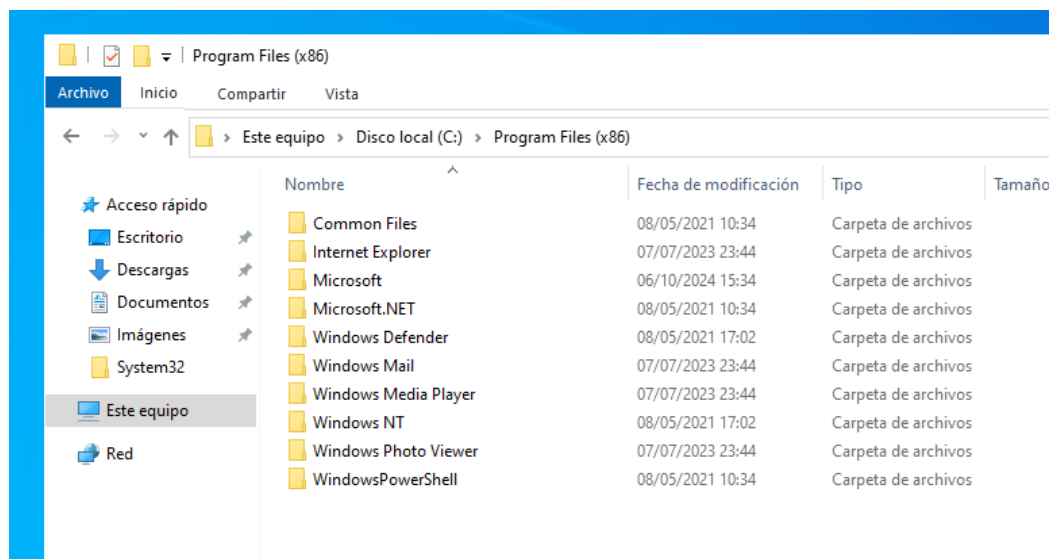 Program Files (x86)
Archivo Inicio Compartir Vista
Este equipo > Disco local (C:) > Program Files (x86)
Nombre Fecha de modificación Tipo Tamaño
Acceso rápido
Escritorio
Descargas
Documentos
Imágenes
System32
Este equipo
Red
Common Files 08/05/2021 10:34 Carpeta de archivos
Internet Explorer 07/07/2023 23:44 Carpeta de archivos
Microsoft 06/10/2024 15:34 Carpeta de archivos
Microsoft.NET 08/05/2021 10:34 Carpeta de archivos
Windows Defender 08/05/2021 17:02 Carpeta de archivos
Windows Mail 07/07/2023 23:44 Carpeta de archivos
Windows Media Player 07/07/2023 23:44 Carpeta de archivos
Windows NT 08/05/2021 17:02 Carpeta de archivos
Windows Photo Viewer 07/07/2023 23:44 Carpeta de archivos
WindowsPowerShell 08/05/2021 10:34 Carpeta de archivos